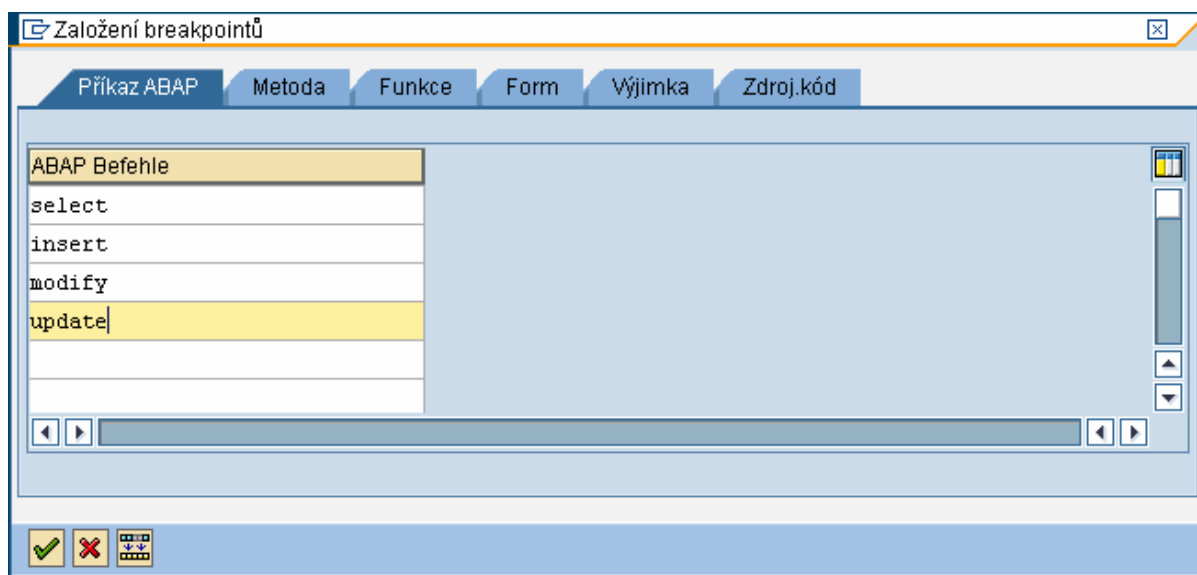 Založení breakpointů
Příkaz ABAP Metoda Funkce Form Výjimka Zdroj.kód
ABAP Befehle
select
insert
modify
update